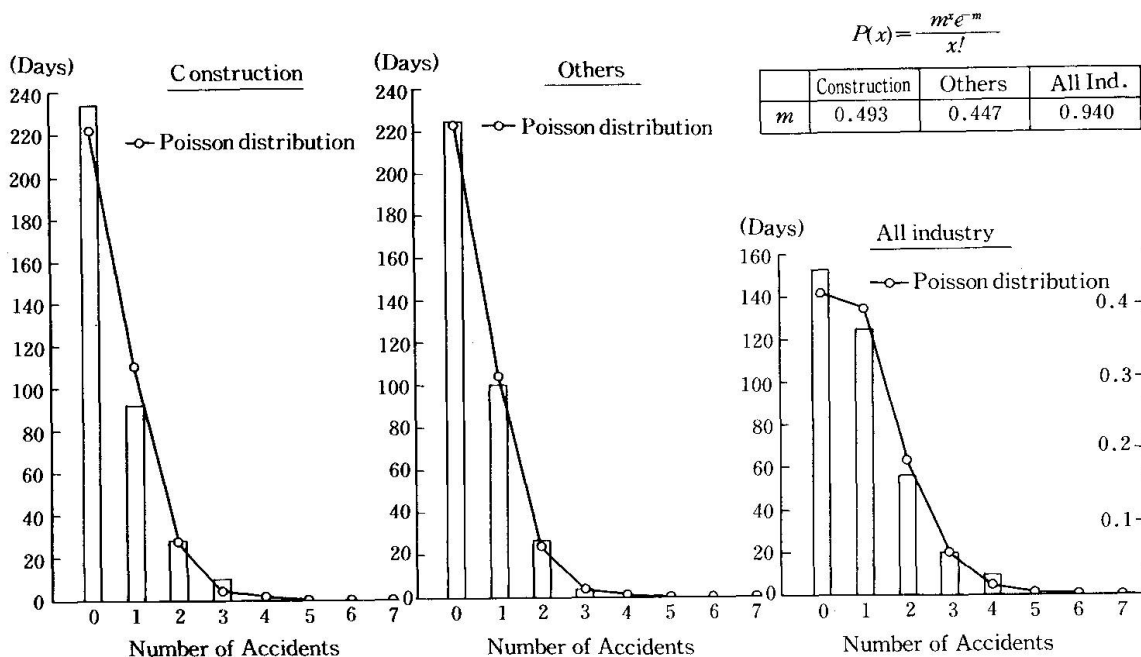 P(x)= m^x e^-m / x!
Construction Others All Ind.
m 0.493 0.447 0.940
(Days) Construction
240
220
200
180
160
140
120
100
80
60
40
20
0
Poisson distribution
0 1 2 3 4 5 6 7
Number of Accidents
(Days) Others
240
220
200
180
160
140
120
100
80
60
40
20
0
Poisson distribution
0 1 2 3 4 5 6 7
Number of Accidents
(Days) All industry
160
140
120
100
80
60
40
20
0
Poisson distribution
0.4
0.3
0.2
0.1
0 1 2 3 4 5 6 7
Number of Accidents